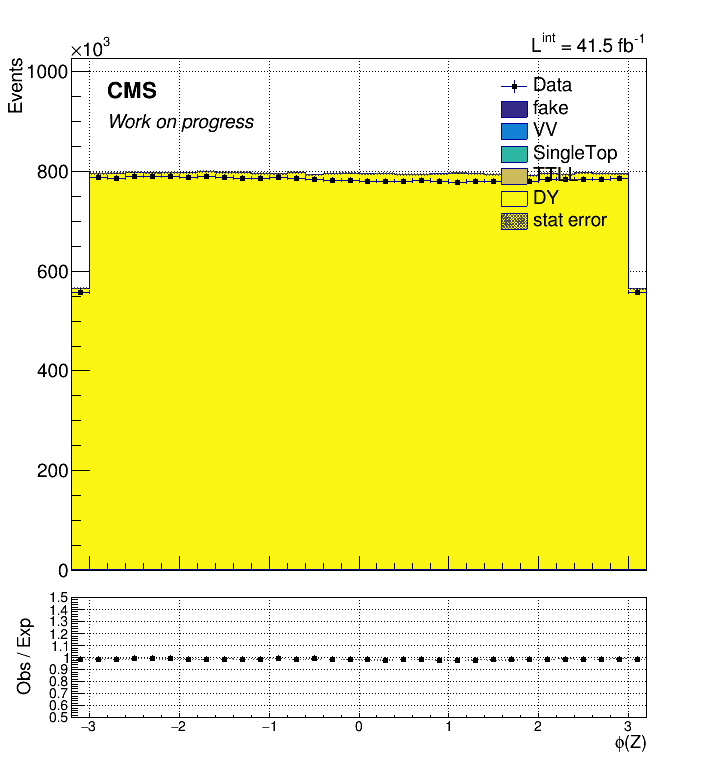 ×10³
L^int = 41.5 fb⁻¹
Events
1000
800
600
400
200
0
CMS
Work on progress
Data
fake
VV
SingleTop
TTLL
DY
stat error
Obs / Exp
1.5
1.4
1.3
1.2
1.1
1
0.9
0.8
0.7
0.6
0.5
−3 −2 −1 0 1 2 3
ϕ(Z)